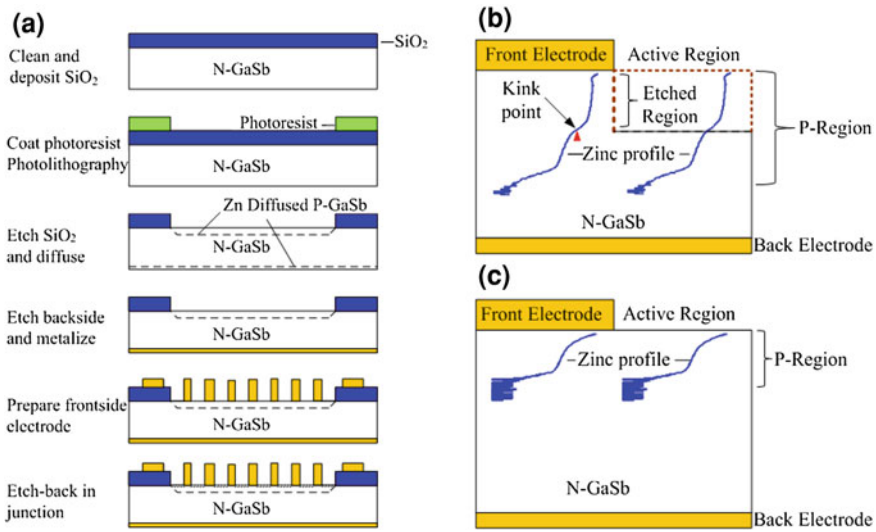 (a)
SiO₂
Clean and
deposit SiO₂
N-GaSb
Photoresist
Coat photoresist
Photolithography
N-GaSb
Zn Diffused P-GaSb
Etch SiO₂
and diffuse
N-GaSb
Etch backside
and metalize
N-GaSb
Prepare frontside
electrode
N-GaSb
Etch-back in
junction
N-GaSb
(b)
Front Electrode
Active Region
Kink
point
Etched
Region
P-Region
Zinc profile
N-GaSb
Back Electrode
(c)
Front Electrode
Active Region
Zinc profile
P-Region
N-GaSb
Back Electrode